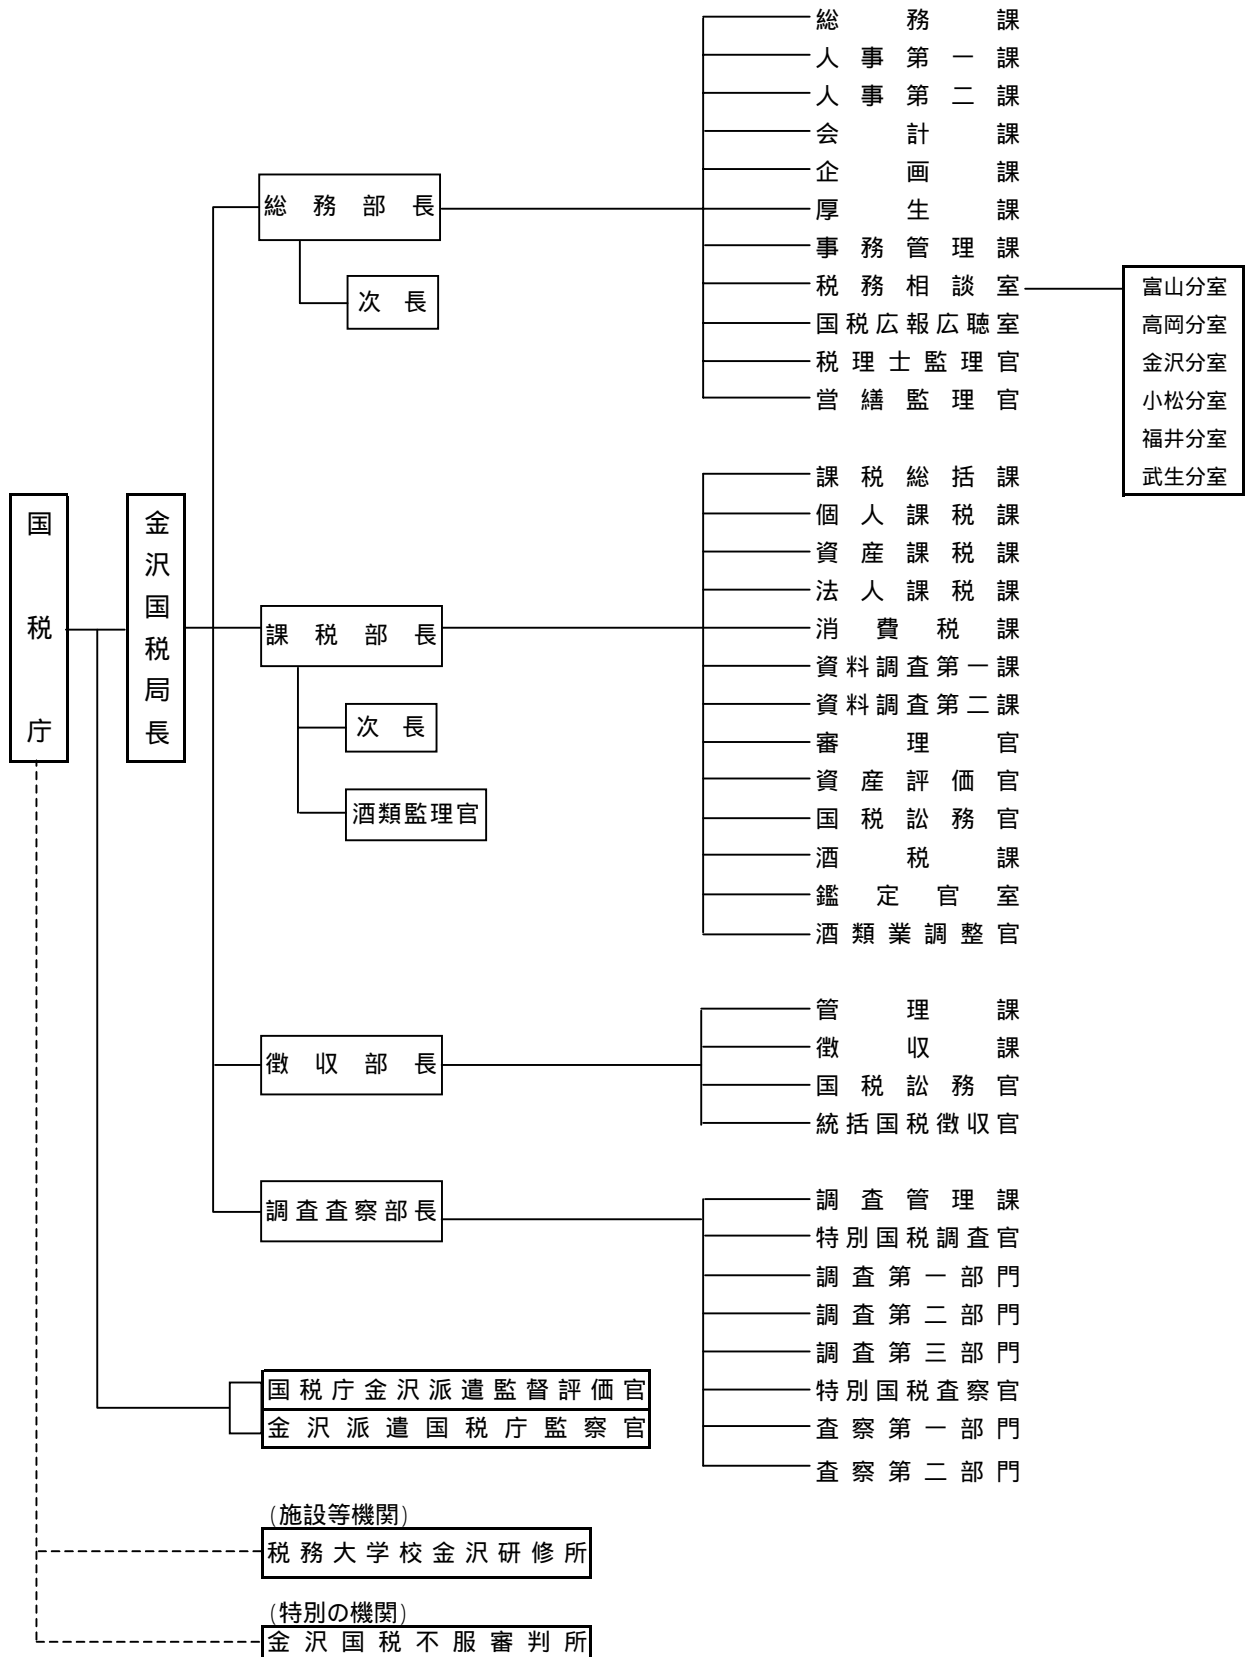 国税庁
金沢国税局長
総務部長
次長
総務課
人事第一課
人事第二課
会計課
企画課
厚生課
事務管理課
税務相談室
国税広報広聴室
税理士監理官
営繕監理官
富山分室
高岡分室
金沢分室
小松分室
福井分室
武生分室
課税部長
次長
酒類監理官
課税総括課
個人課税課
資産課税課
法人課税課
消費税課
資料調査第一課
資料調査第二課
審理官
資産評価官
国税訟務官
酒税課
鑑定官室
酒類業調整官
徴収部長
管理課
徴収課
国税訟務官
統括国税徴収官
調査査察部長
調査管理課
特別国税調査官
調査第一部門
調査第二部門
調査第三部門
特別国税査察官
査察第一部門
査察第二部門
国税庁金沢派遣監督評価官
金沢派遣国税庁監察官
(施設等機関)
税務大学校金沢研修所
(特別の機関)
金沢国税不服審判所